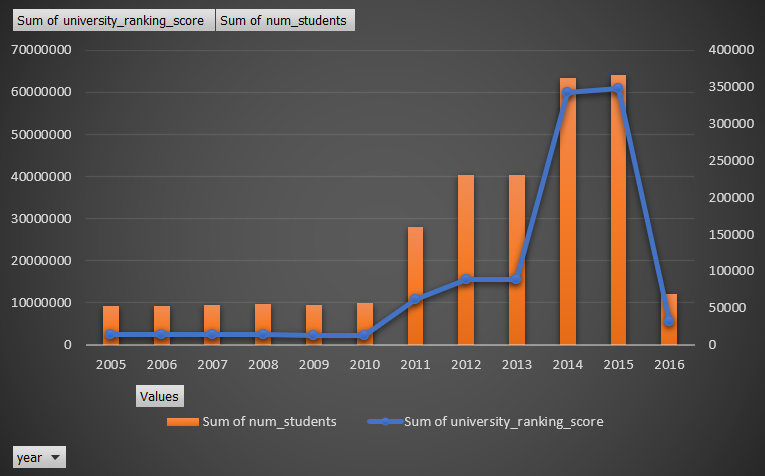 Sum of university_ranking_score Sum of num_students
70000000 400000
60000000 350000
50000000 300000
40000000 250000
30000000 200000
20000000 150000
10000000 100000
0 50000
0
2005 2006 2007 2008 2009 2010 2011 2012 2013 2014 2015 2016
Values
Sum of num_students Sum of university_ranking_score
year